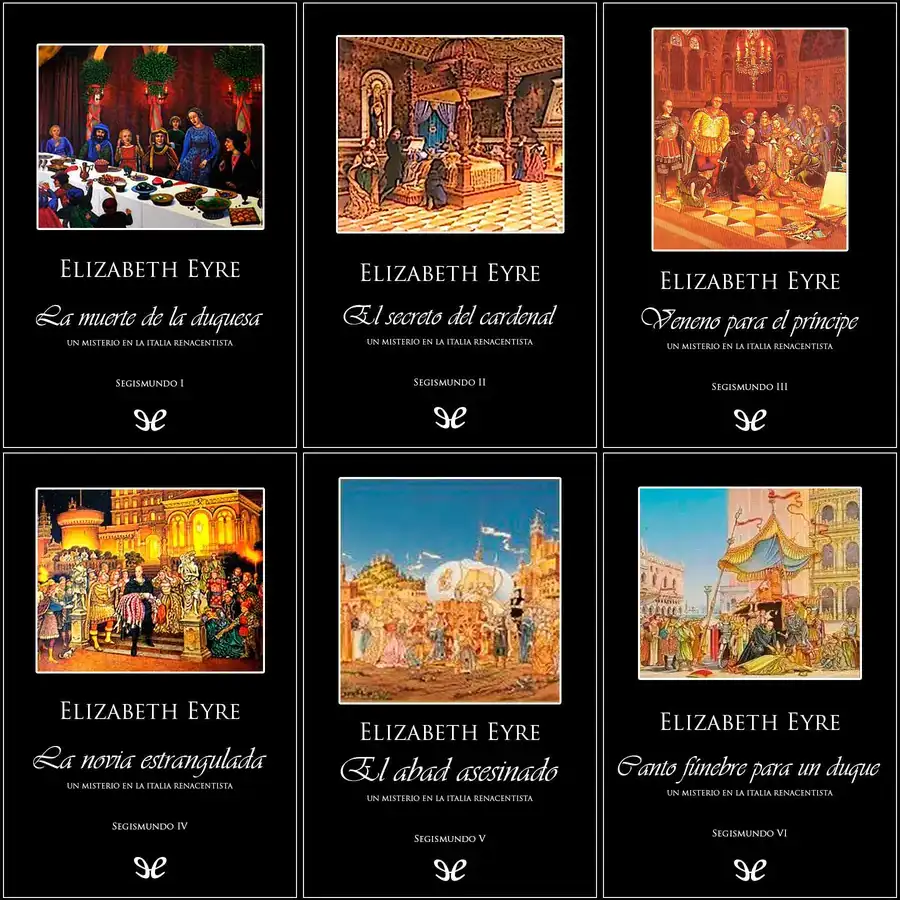 ELIZABETH EYRE
La muerte de la duquesa
UN MISTERIO EN LA ITALIA RENACENTISTA
SEGISMUNDO I
ELIZABETH EYRE
El secreto del cardenal
UN MISTERIO EN LA ITALIA RENACENTISTA
SEGISMUNDO II
ELIZABETH EYRE
Veneno para el príncipe
UN MISTERIO EN LA ITALIA RENACENTISTA
SEGISMUNDO III
ELIZABETH EYRE
La novia estrangulada
UN MISTERIO EN LA ITALIA RENACENTISTA
SEGISMUNDO IV
ELIZABETH EYRE
El abad asesinado
UN MISTERIO EN LA ITALIA RENACENTISTA
SEGISMUNDO V
ELIZABETH EYRE
Canto fúnebre para un duque
UN MISTERIO EN LA ITALIA RENACENTISTA
SEGISMUNDO VI